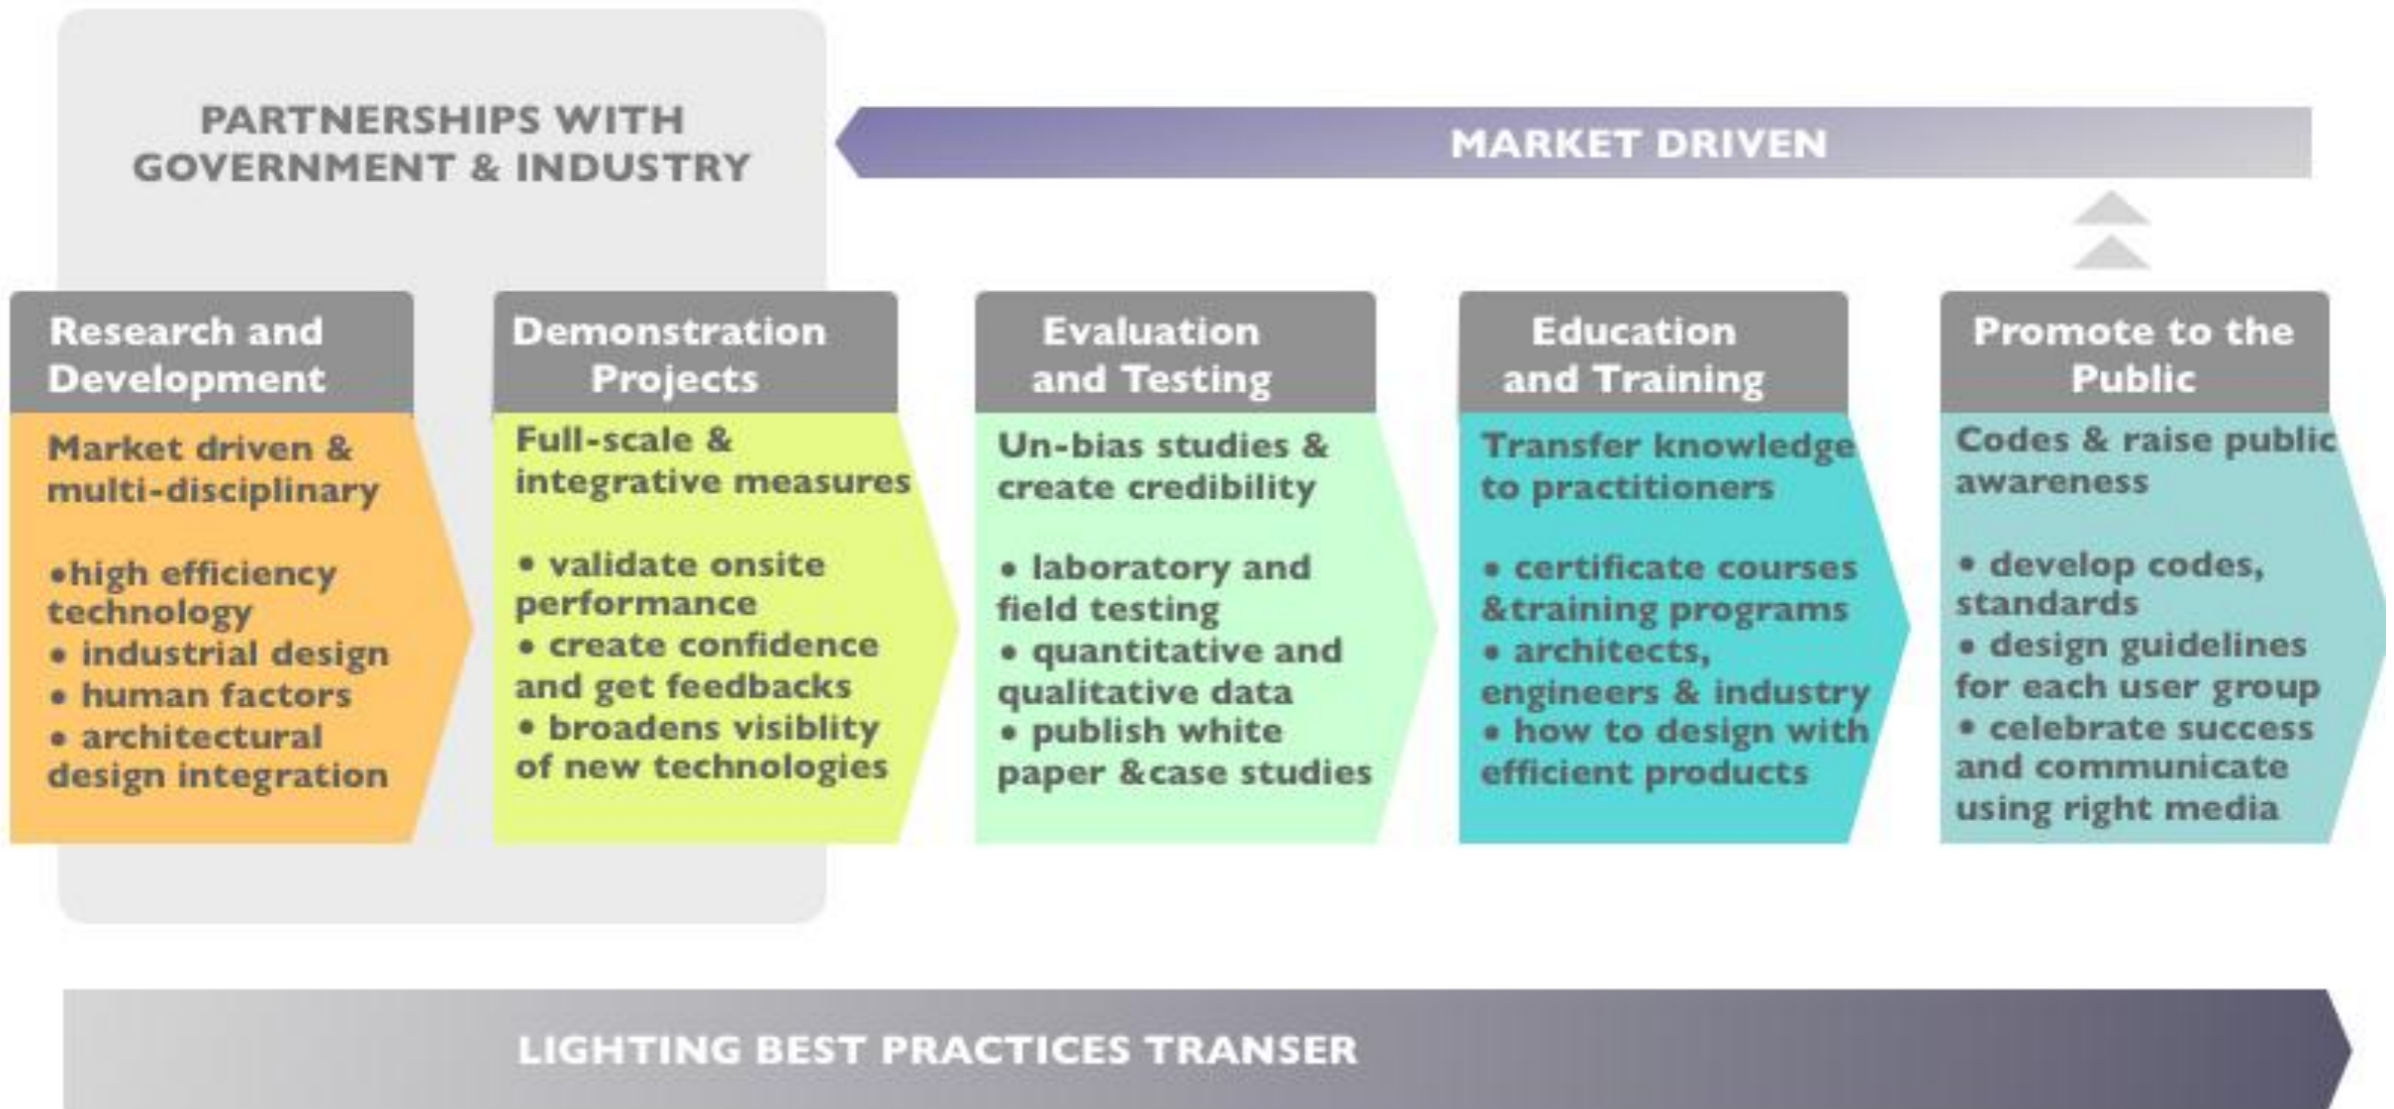 PARTNERSHIPS WITH
GOVERNMENT & INDUSTRY
MARKET DRIVEN
Research and
Development
Market driven &
multi-disciplinary
•high efficiency
technology
• industrial design
• human factors
• architectural
design integration
Demonstration
Projects
Full-scale &
integrative measures
• validate onsite
performance
• create confidence
and get feedbacks
• broadens visiblity
of new technologies
Evaluation
and Testing
Un-bias studies &
create credibility
• laboratory and
field testing
• quantitative and
qualitative data
• publish white
paper &case studies
Education
and Training
Transfer knowledge
to practitioners
• certificate courses
&training programs
• architects,
engineers & industry
• how to design with
efficient products
Promote to the
Public
Codes & raise public
awareness
• develop codes,
standards
• design guidelines
for each user group
• celebrate success
and communicate
using right media
LIGHTING BEST PRACTICES TRANSER